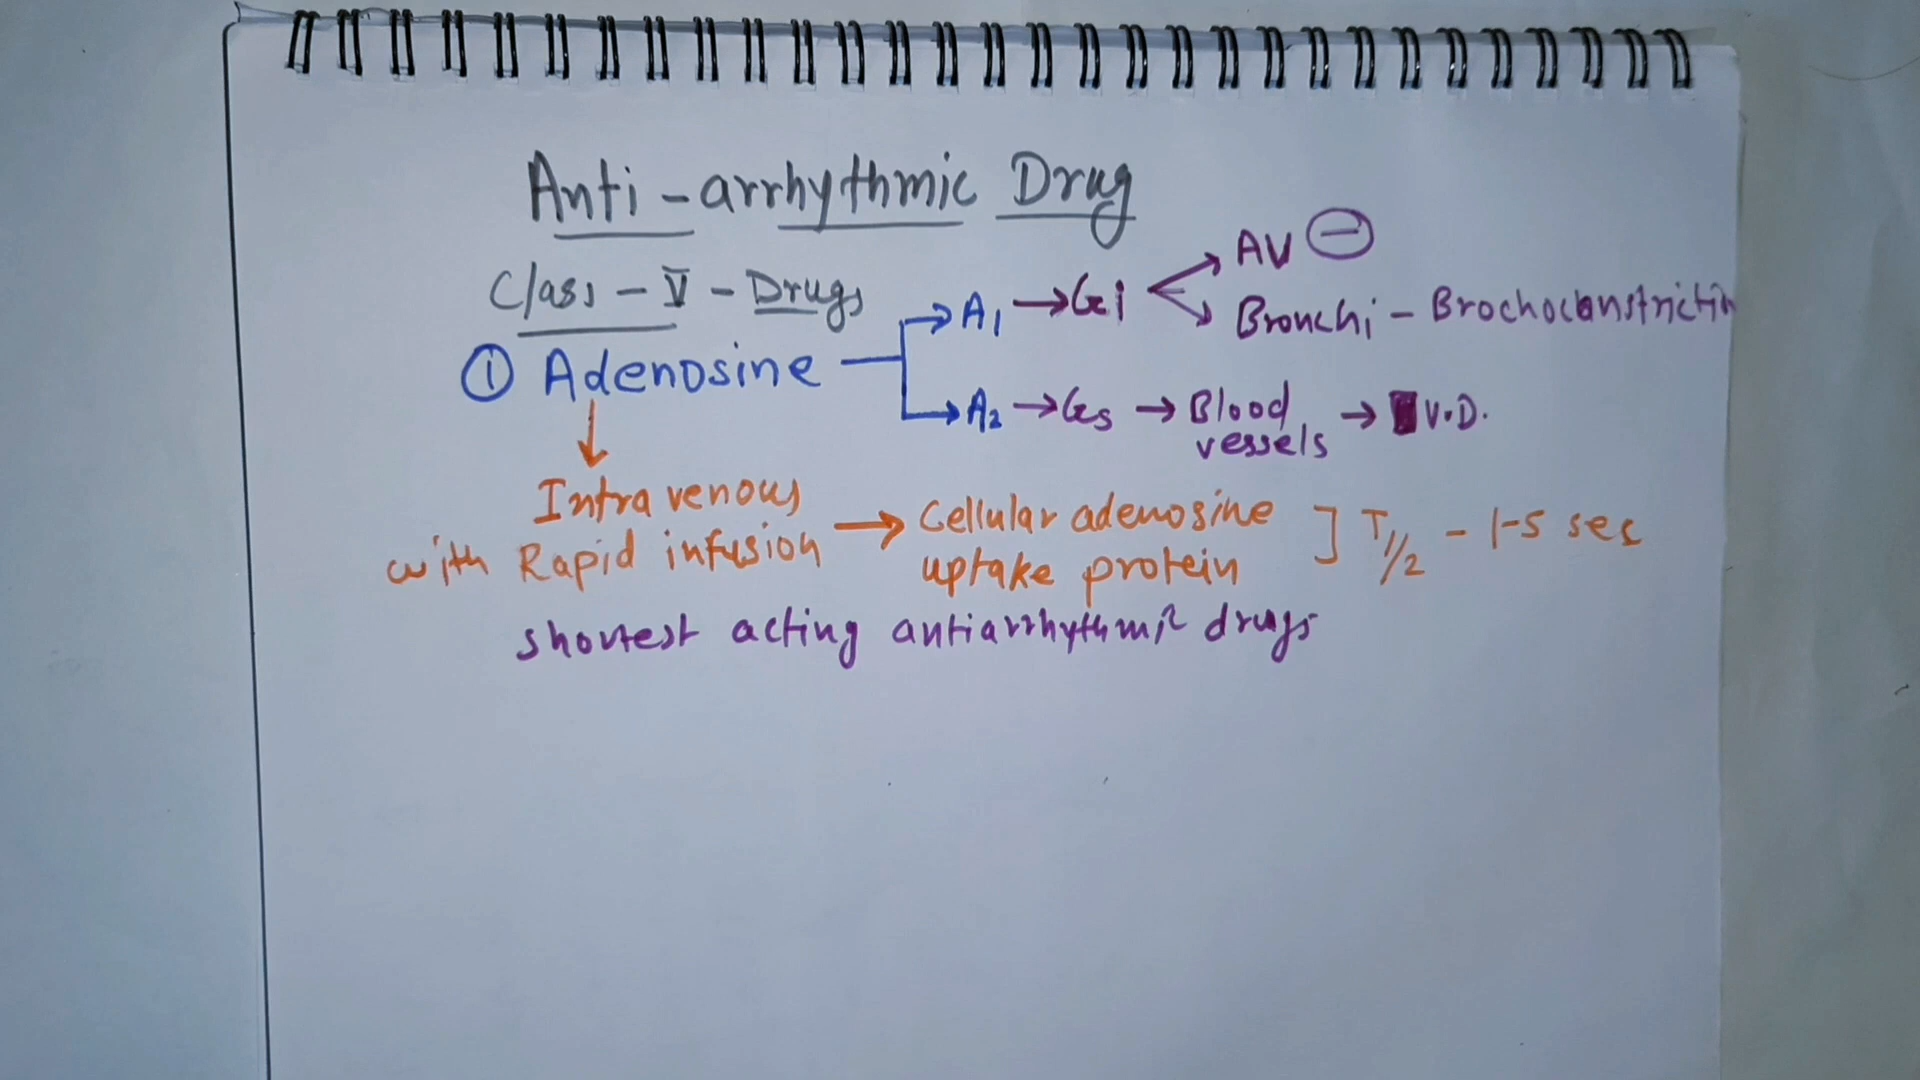 Anti-arrhythmic Drug
Class-V-Drugs
① Adenosine → A1 → Gi → AV ⊖
Bronchi - Brochoconstrictin
→ A2 → Gs → Blood vessels → V.D.
Intravenous with Rapid infusion → Cellular adenosine uptake protein ] T1/2 - 1-5 sec
shortest acting antiarrhythmic drugs